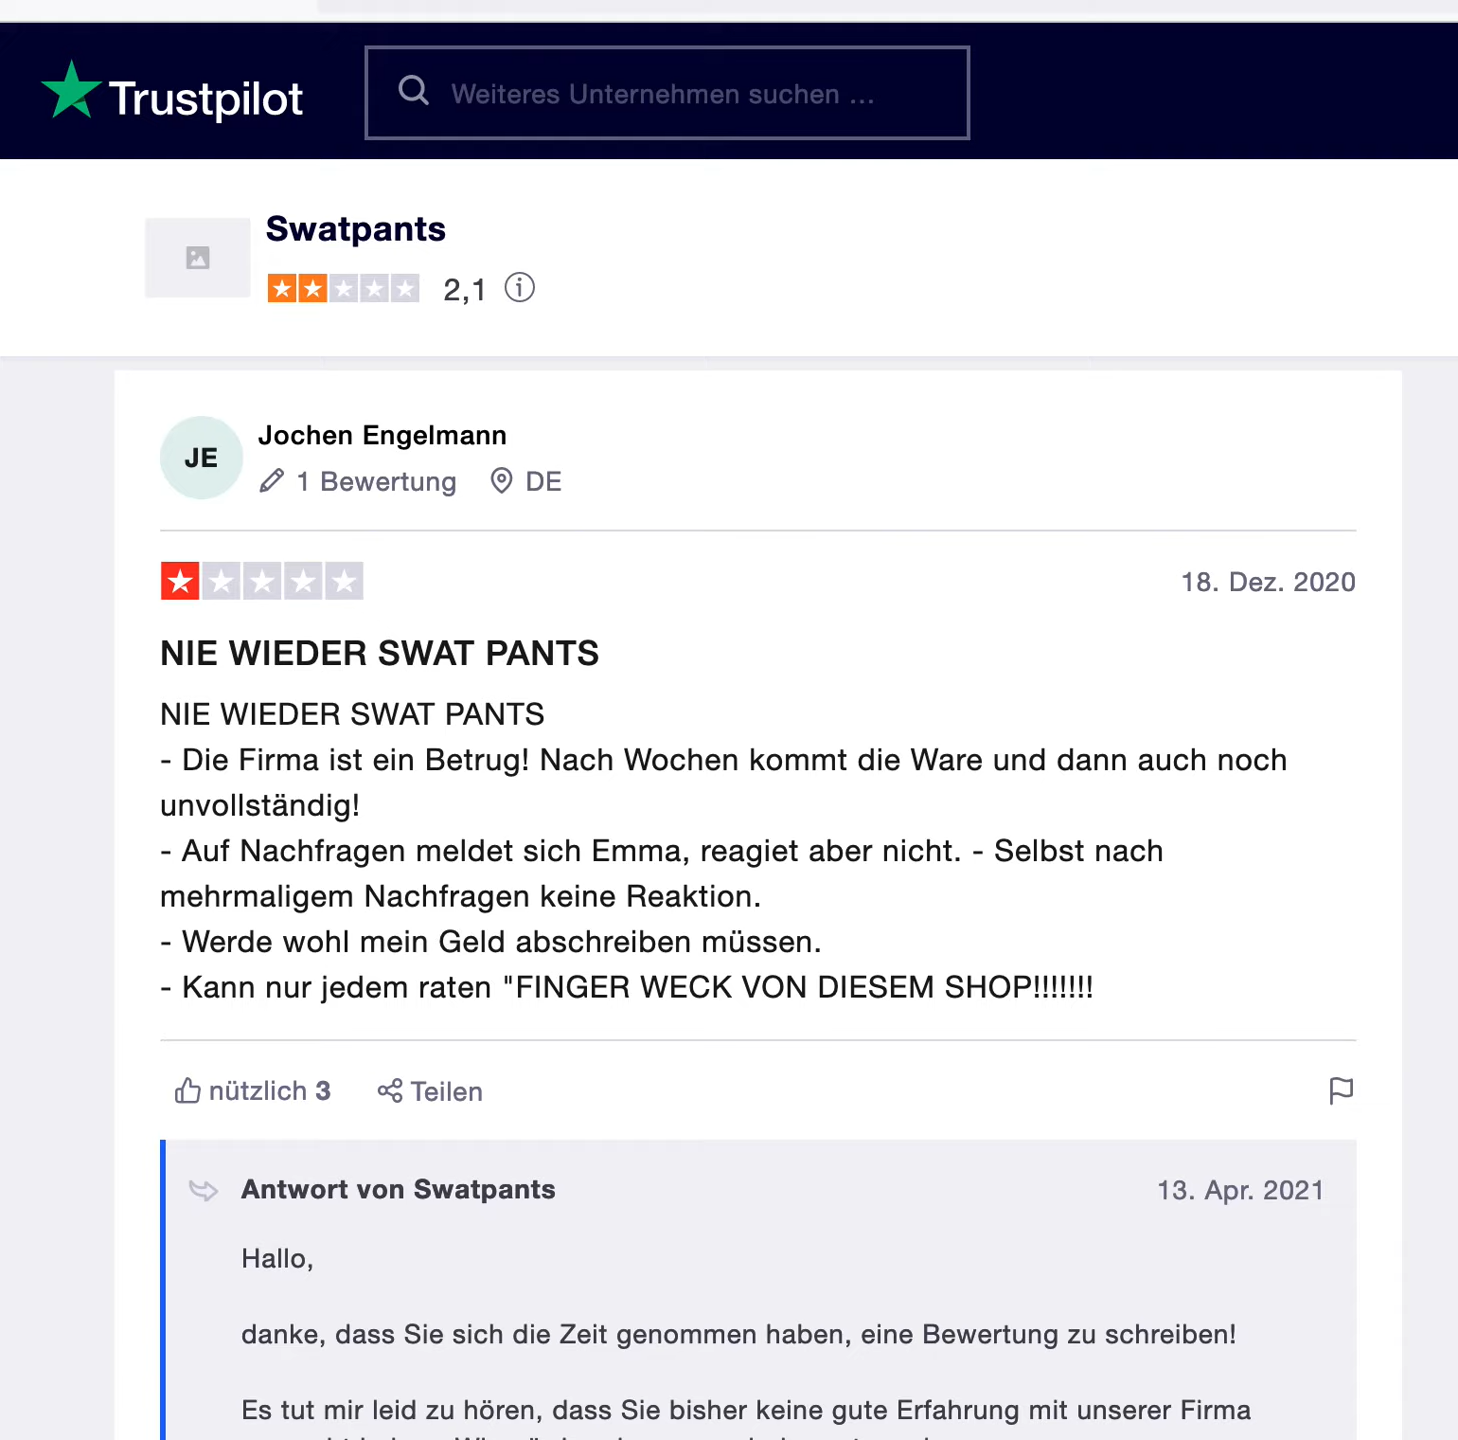 Trustpilot
Weiteres Unternehmen suchen ...
Swatpants
2,1
JE
Jochen Engelmann
1 Bewertung DE
18. Dez. 2020
NIE WIEDER SWAT PANTS
NIE WIEDER SWAT PANTS
- Die Firma ist ein Betrug! Nach Wochen kommt die Ware und dann auch noch
unvollständig!
- Auf Nachfragen meldet sich Emma, reagiet aber nicht. - Selbst nach
mehrmaligem Nachfragen keine Reaktion.
- Werde wohl mein Geld abschreiben müssen.
- Kann nur jedem raten "FINGER WECK VON DIESEM SHOP!!!!!!!
nützlich 3 Teilen
Antwort von Swatpants 13. Apr. 2021
Hallo,
danke, dass Sie sich die Zeit genommen haben, eine Bewertung zu schreiben!
Es tut mir leid zu hören, dass Sie bisher keine gute Erfahrung mit unserer Firma